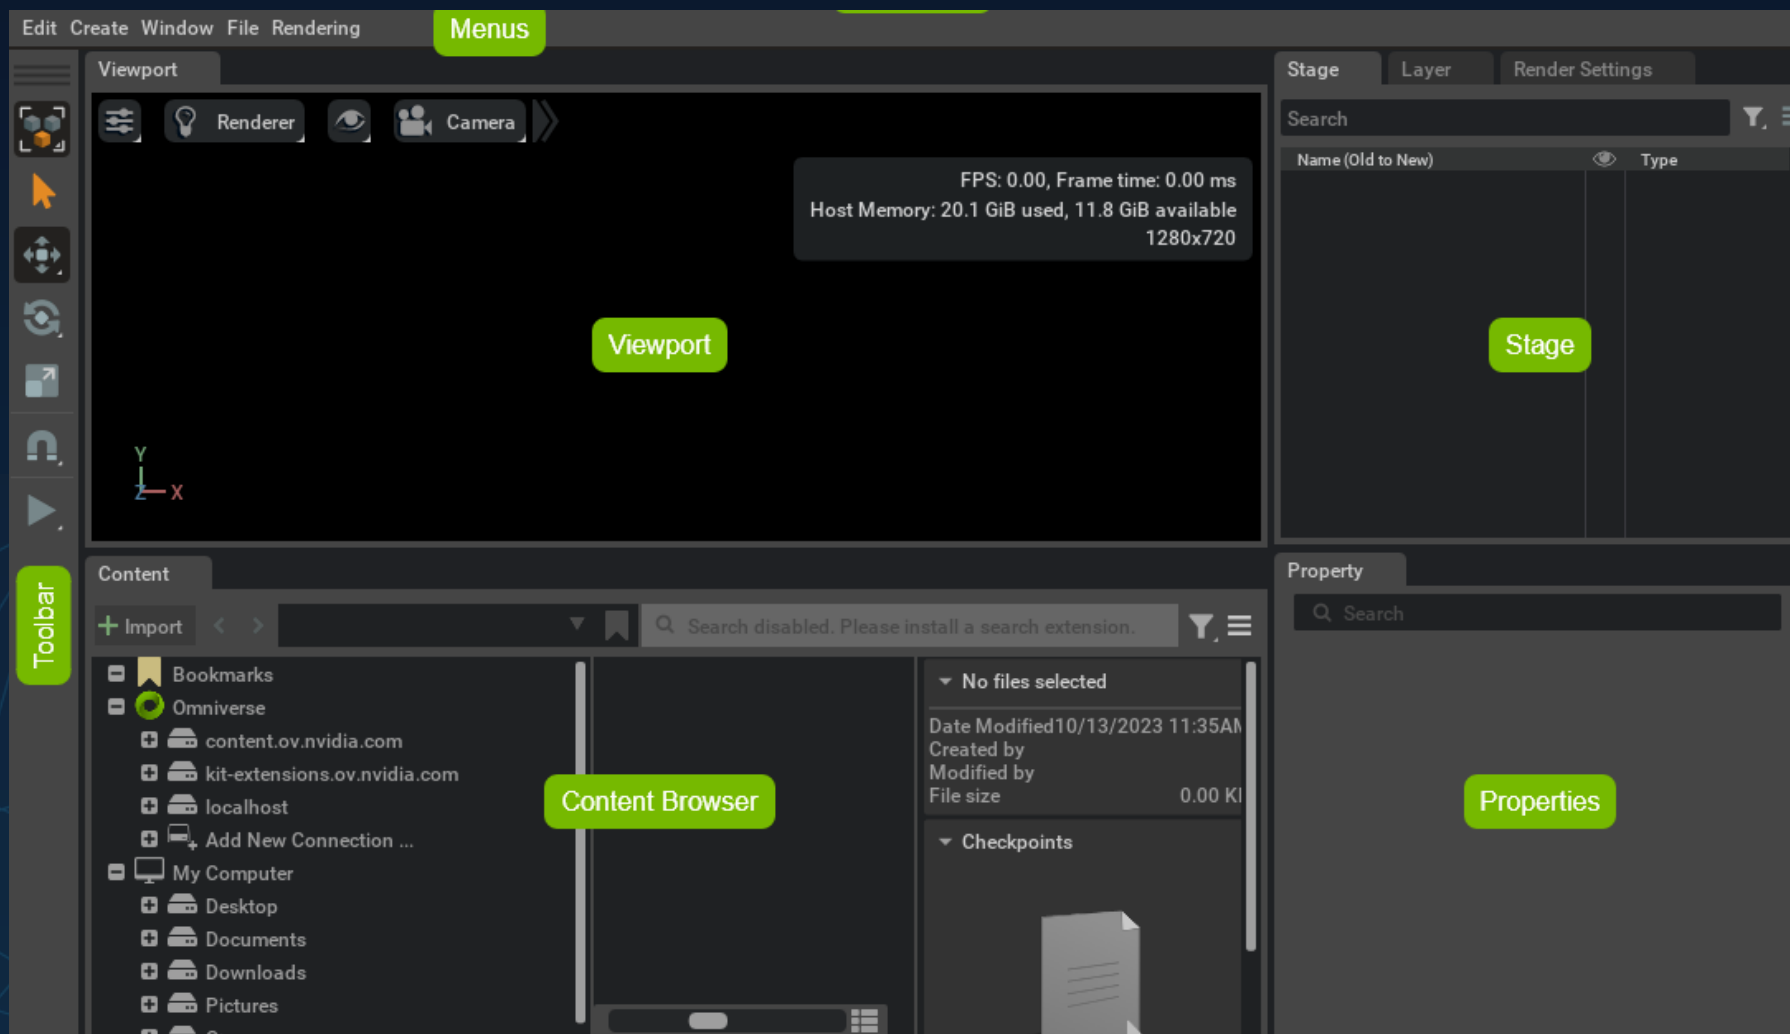 Edit Create Window File Rendering
Menus
Viewport
Renderer
Camera
FPS: 0.00, Frame time: 0.00 ms
Host Memory: 20.1 GiB used, 11.8 GiB available
1280x720
Viewport
Y
Z X
Stage Layer Render Settings
Search
Name (Old to New) Type
Stage
Toolbar
Content
Import
Search disabled. Please install a search extension.
Bookmarks
Omniverse
content.ov.nvidia.com
kit-extensions.ov.nvidia.com
localhost
Add New Connection ...
My Computer
Desktop
Documents
Downloads
Pictures
Content Browser
No files selected
Date Modified10/13/2023 11:35AM
Created by
Modified by
File size 0.00
Checkpoints
Property
Search
Properties